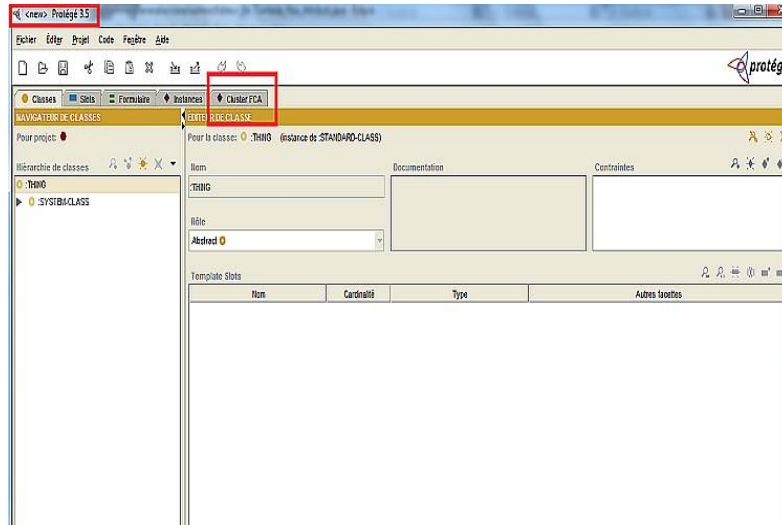 <new> Protégé 3.5
Fichier Éditer Projet Code Fenêtre Aide
protég
Classes Slots Formulaire Instances Cluster FCA
NAVIGATEUR DE CLASSES
EDITEUR DE CLASSE
Pour projet:
Pour la classe: :THING (instance de :STANDARD-CLASS)
Hiérarchie de classes
Nom
Documentation
Contraintes
:THING
:THING
:SYSTEM-CLASS
Rôle
Abstract
Template Slots
Nom Cardinalité Type Autres facettes